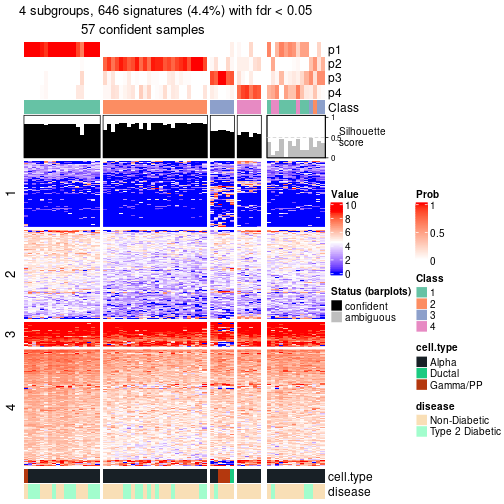 4 subgroups, 646 signatures (4.4%) with fdr < 0.05
57 confident samples
p1
p2
p3
p4
Class
1
0.5
0
Silhouette
score
1
2
3
4
Value
10
8
6
4
2
0
Status (barplots)
confident
ambiguous
Prob
1
0.5
0
Class
1
2
3
4
cell.type
Alpha
Ductal
Gamma/PP
disease
Non-Diabetic
Type 2 Diabetic
cell.type
disease